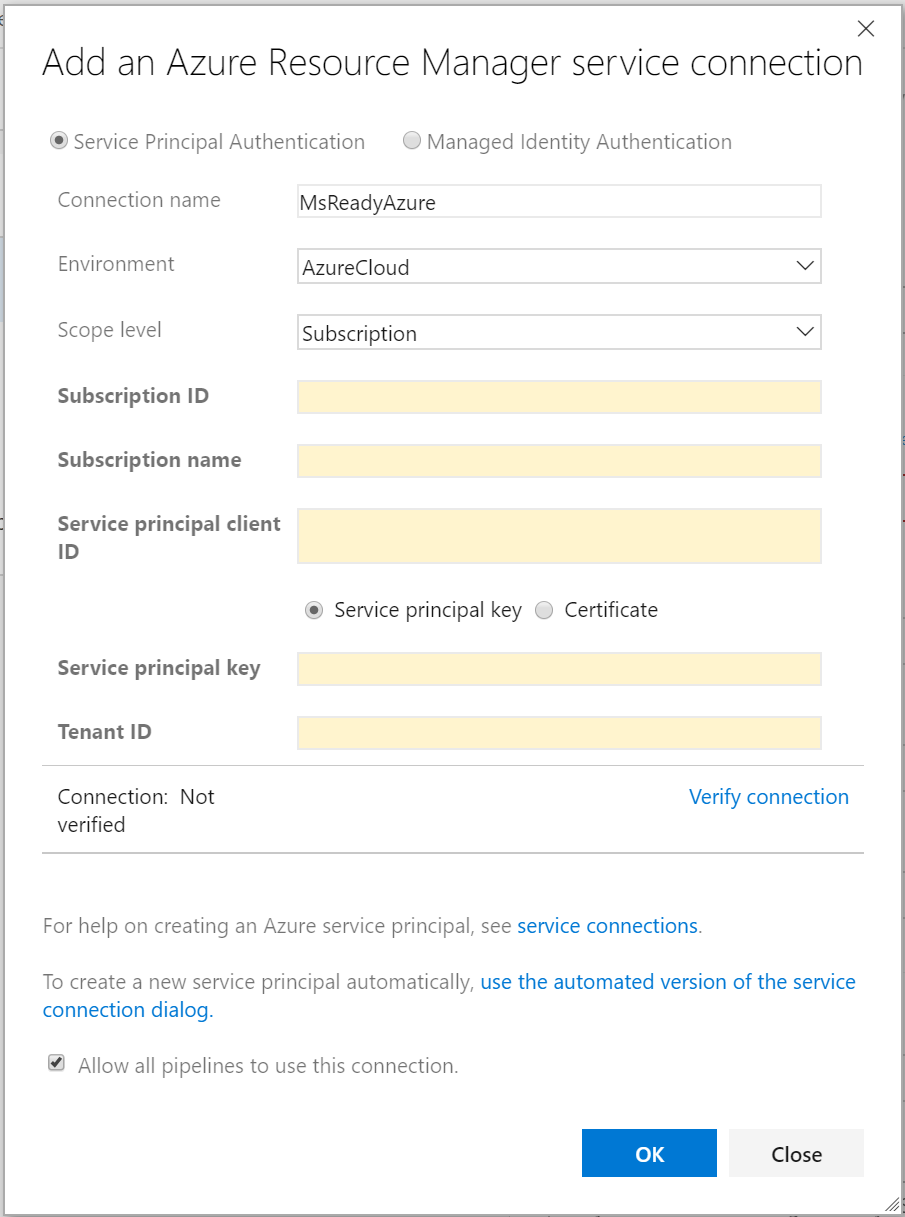 Add an Azure Resource Manager service connection
Service Principal Authentication Managed Identity Authentication
Connection name MsReadyAzure
Environment AzureCloud
Scope level Subscription
Subscription ID
Subscription name
Service principal client
ID
Service principal key Certificate
Service principal key
Tenant ID
Connection: Not Verify connection
verified
For help on creating an Azure service principal, see service connections.
To create a new service principal automatically, use the automated version of the service
connection dialog.
Allow all pipelines to use this connection.
OK Close